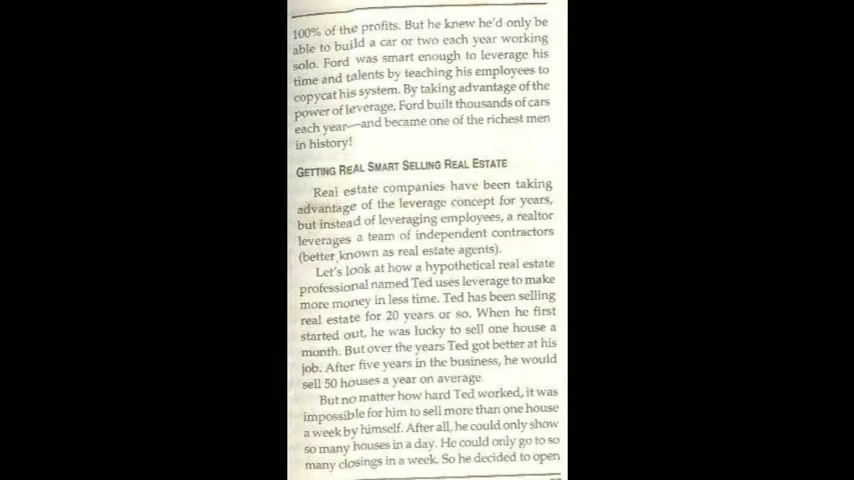 100% of the profits. But he knew he'd only be
able to build a car or two each year working
solo. Ford was smart enough to leverage his
time and talents by teaching his employees to
copycat his system. By taking advantage of the
power of leverage, Ford built thousands of cars
each year—and became one of the richest men
in history!
GETTING REAL SMART SELLING REAL ESTATE
Real estate companies have been taking
advantage of the leverage concept for years,
but instead of leveraging employees, a realtor
leverages a team of independent contractors
(better known as real estate agents).
Let's look at how a hypothetical real estate
professional named Ted uses leverage to make
more money in less time. Ted has been selling
real estate for 20 years or so. When he first
started out, he was lucky to sell one house a
month. But over the years Ted got better at his
job. After five years in the business, he would
sell 50 houses a year on average.
But no matter how hard Ted worked, it was
impossible for him to sell more than one house
a week by himself. After all, he could only show
so many houses in a day. He could only go to so
many closings in a week. So he decided to open